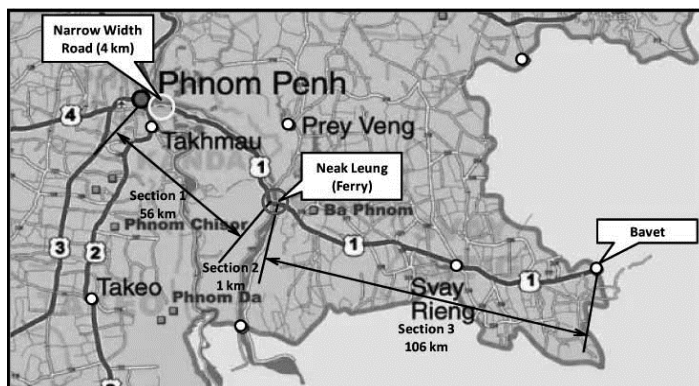 Narrow Width
Road (4 km)
Phnom Penh
4
Takhmau
Prey Veng
1
Neak Leung
(Ferry)
Section 1
56 km
Phnom Chisor
Ba Phnom
3
2
1
Bavet
Section 2
1 km
Takeo
Phnom Da
Svay
Rieng
1
Section 3
106 km